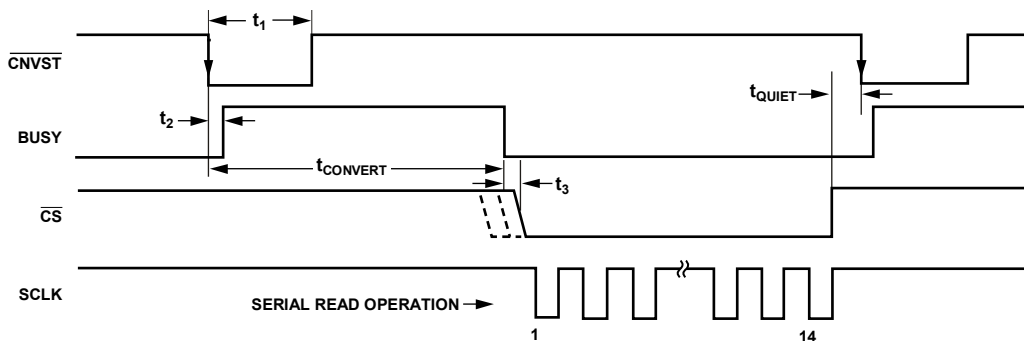 t1
CNVST
tQUIET
t2
BUSY
tCONVERT
t3
CS
SCLK
SERIAL READ OPERATION
1
14